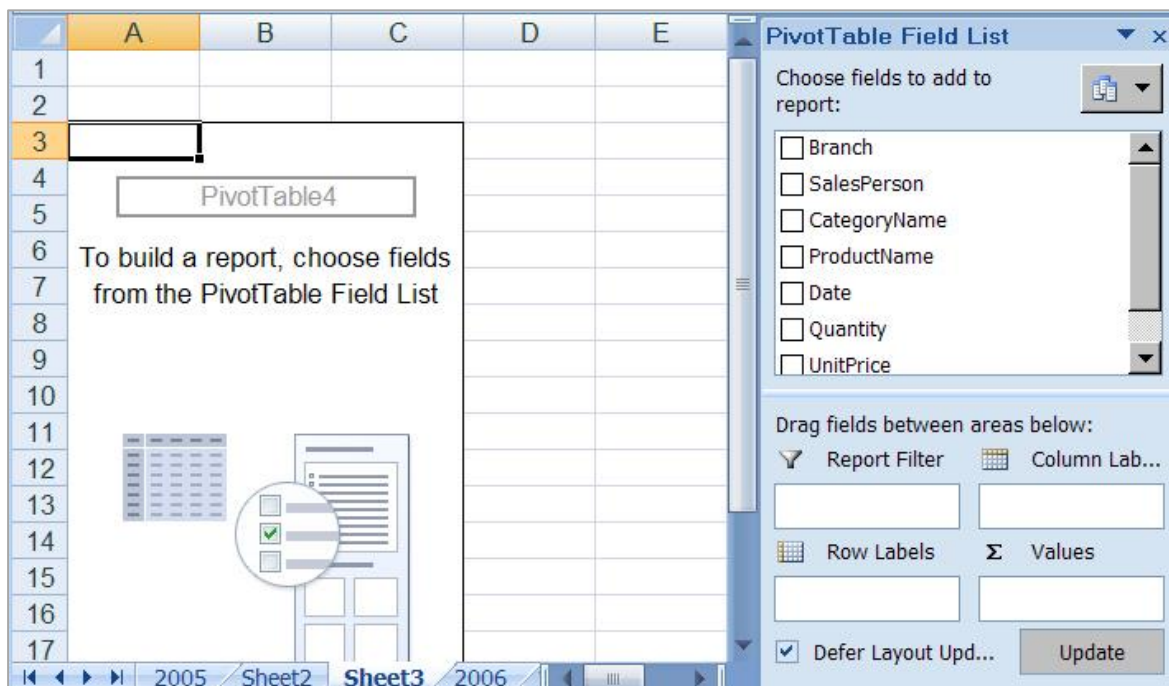 A B C D E
1
2
3
4
5
6
7
8
9
10
11
12
13
14
15
16
17
PivotTable4
To build a report, choose fields
from the PivotTable Field List
2005 Sheet2 Sheet3 2006
PivotTable Field List
Choose fields to add to
report:
Branch
SalesPerson
CategoryName
ProductName
Date
Quantity
UnitPrice
Drag fields between areas below:
Report Filter Column Lab...
Row Labels Σ Values
Defer Layout Upd... Update